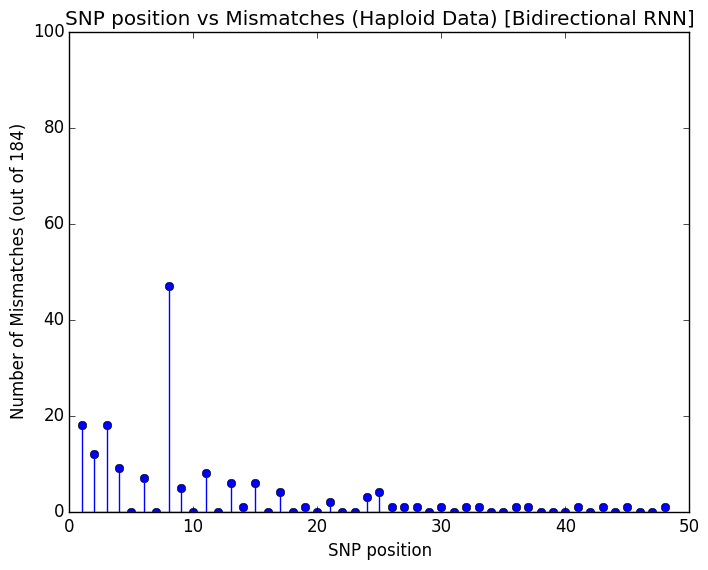 SNP position vs Mismatches (Haploid Data) [Bidirectional RNN]
Number of Mismatches (out of 184)
100
80
60
40
20
0
0 10 20 30 40 50
SNP position